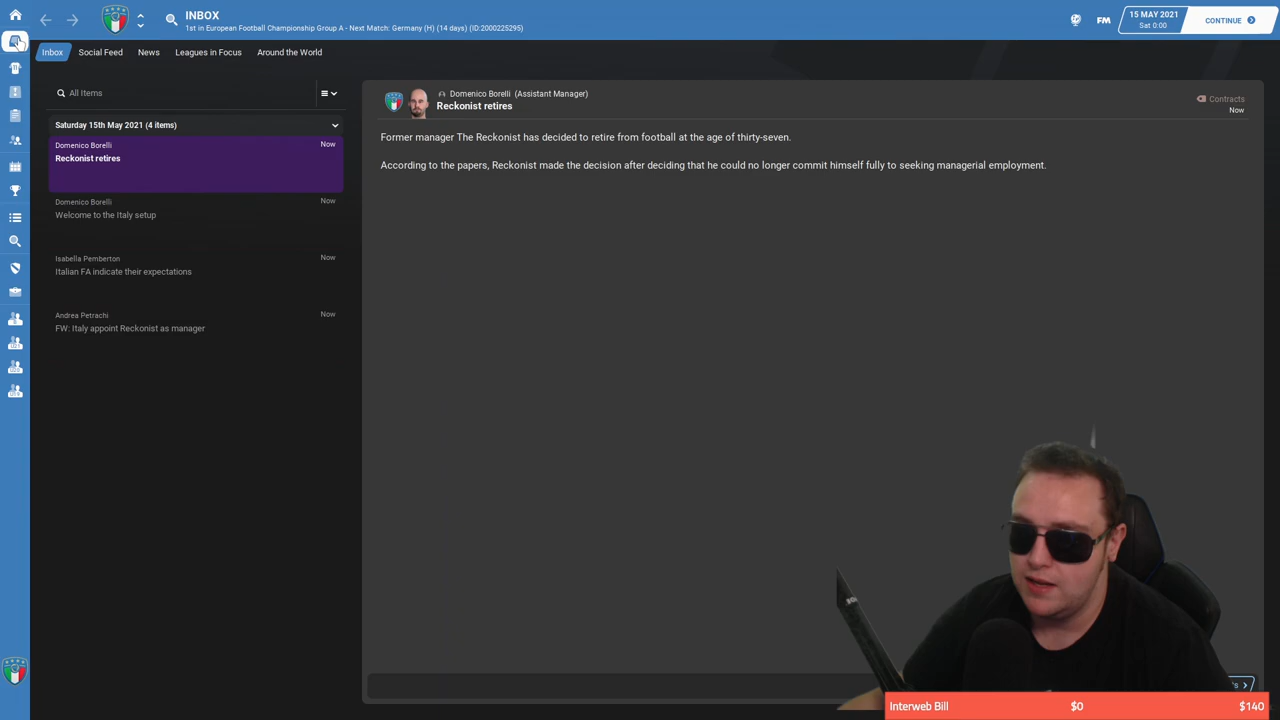 INBOX
1st in European Football Championship Group A - Next Match: Germany (H) (14 days) (ID:2000225295)
FM
15 MAY 2021
Sat 0:00
CONTINUE
Inbox
Social Feed
News
Leagues in Focus
Around the World
All Items
Saturday 15th May 2021 (4 items)
Domenico Borelli
Now
Reckonist retires
Domenico Borelli
Now
Welcome to the Italy setup
Isabella Pemberton
Now
Italian FA indicate their expectations
Andrea Petrachi
Now
FW: Italy appoint Reckonist as manager
Domenico Borelli (Assistant Manager)
Reckonist retires
Contracts
Now
Former manager The Reckonist has decided to retire from football at the age of thirty-seven.
According to the papers, Reckonist made the decision after deciding that he could no longer commit himself fully to seeking managerial employment.
Interweb Bill
$0
$140